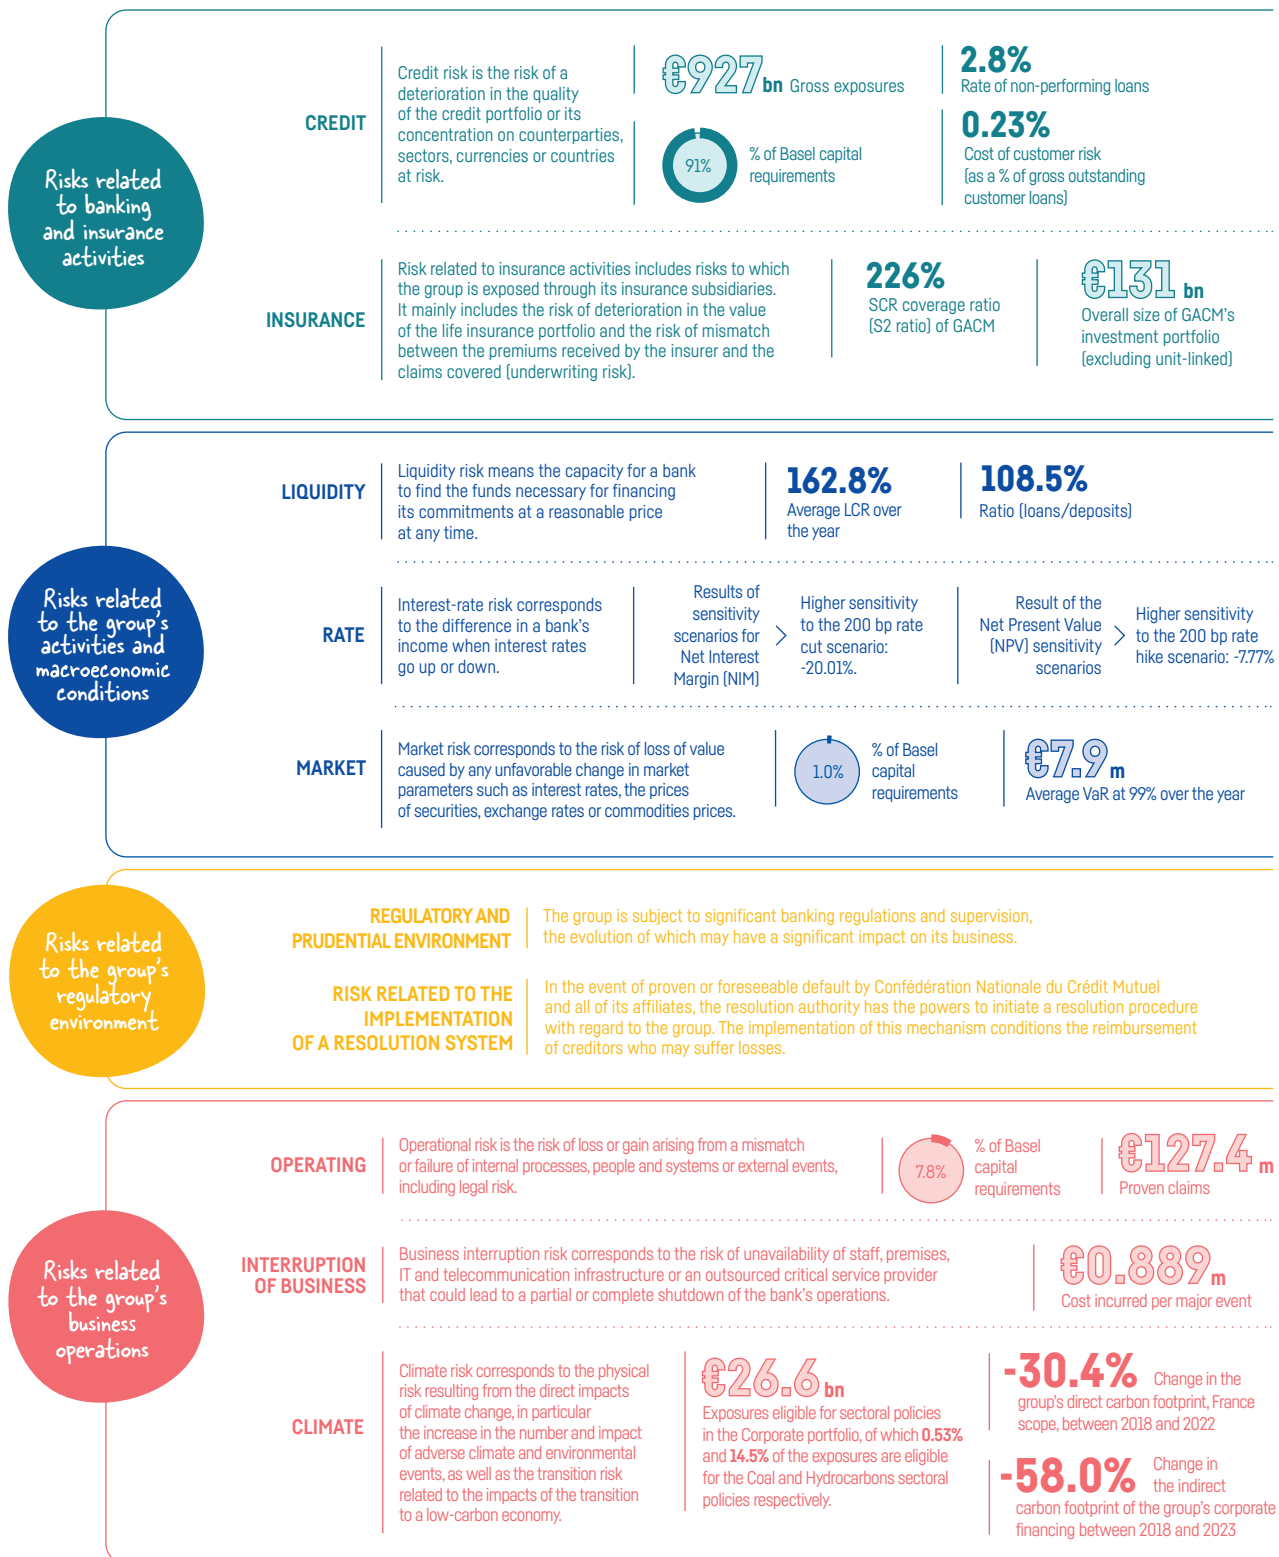 Risks related
to banking
and insurance
activities
CREDIT
Credit risk is the risk of a
deterioration in the quality
of the credit portfolio or its
concentration on counterparties,
sectors, currencies or countries
at risk.
€927 bn Gross exposures
91%
% of Basel capital
requirements
2.8%
Rate of non-performing loans
0.23%
Cost of customer risk
(as a % of gross outstanding
customer loans)
INSURANCE
Risk related to insurance activities includes risks to which
the group is exposed through its insurance subsidiaries.
It mainly includes the risk of deterioration in the value
of the life insurance portfolio and the risk of mismatch
between the premiums received by the insurer and the
claims covered (underwriting risk).
226%
SCR coverage ratio
(S2 ratio) of GACM
€131 bn
Overall size of GACM's
investment portfolio
(excluding unit-linked)
Risks related
to the group's
activities and
macroeconomic
conditions
LIQUIDITY
Liquidity risk means the capacity for a bank
to find the funds necessary for financing
its commitments at a reasonable price
at any time.
162.8%
Average LCR over
the year
108.5%
Ratio (loans/deposits)
RATE
Interest-rate risk corresponds
to the difference in a bank's
income when interest rates
go up or down.
Results of
sensitivity
scenarios for
Net Interest
Margin (NIM)
Higher sensitivity
to the 200 bp rate
cut scenario:
-20.01%.
Result of the
Net Present Value
(NPV) sensitivity
scenarios
Higher sensitivity
to the 200 bp rate
hike scenario: -7.77%
MARKET
Market risk corresponds to the risk of loss of value
caused by any unfavorable change in market
parameters such as interest rates, the prices
of securities, exchange rates or commodities prices.
1.0%
% of Basel
capital
requirements
€7.9 m
Average VaR at 99% over the year
Risks related
to the group's
regulatory
environment
REGULATORY AND
PRUDENTIAL ENVIRONMENT
The group is subject to significant banking regulations and supervision,
the evolution of which may have a significant impact on its business.
RISK RELATED TO THE
IMPLEMENTATION
OF A RESOLUTION SYSTEM
In the event of proven or foreseeable default by Confédération Nationale du Crédit Mutuel
and all of its affiliates, the resolution authority has the powers to initiate a resolution procedure
with regard to the group. The implementation of this mechanism conditions the reimbursement
of creditors who may suffer losses.
Risks related
to the group's
business
operations
OPERATING
Operational risk is the risk of loss or gain arising from a mismatch
or failure of internal processes, people and systems or external events,
including legal risk.
7.8%
% of Basel
capital
requirements
€127.4 m
Proven claims
INTERRUPTION
OF BUSINESS
Business interruption risk corresponds to the risk of unavailability of staff, premises,
IT and telecommunication infrastructure or an outsourced critical service provider
that could lead to a partial or complete shutdown of the bank's operations.
€0.889 m
Cost incurred per major event
CLIMATE
Climate risk corresponds to the physical
risk resulting from the direct impacts
of climate change, in particular
the increase in the number and impact
of adverse climate and environmental
events, as well as the transition risk
related to the impacts of the transition
to a low-carbon economy.
€26.6 bn
Exposures eligible for sectoral policies
in the Corporate portfolio, of which 0.53%
and 14.5% of the exposures are eligible
for the Coal and Hydrocarbons sectoral
policies respectively.
-30.4% Change in the
group's direct carbon footprint, France
scope, between 2018 and 2022
-58.0% Change in
the indirect
carbon footprint of the group's corporate
financing between 2018 and 2023